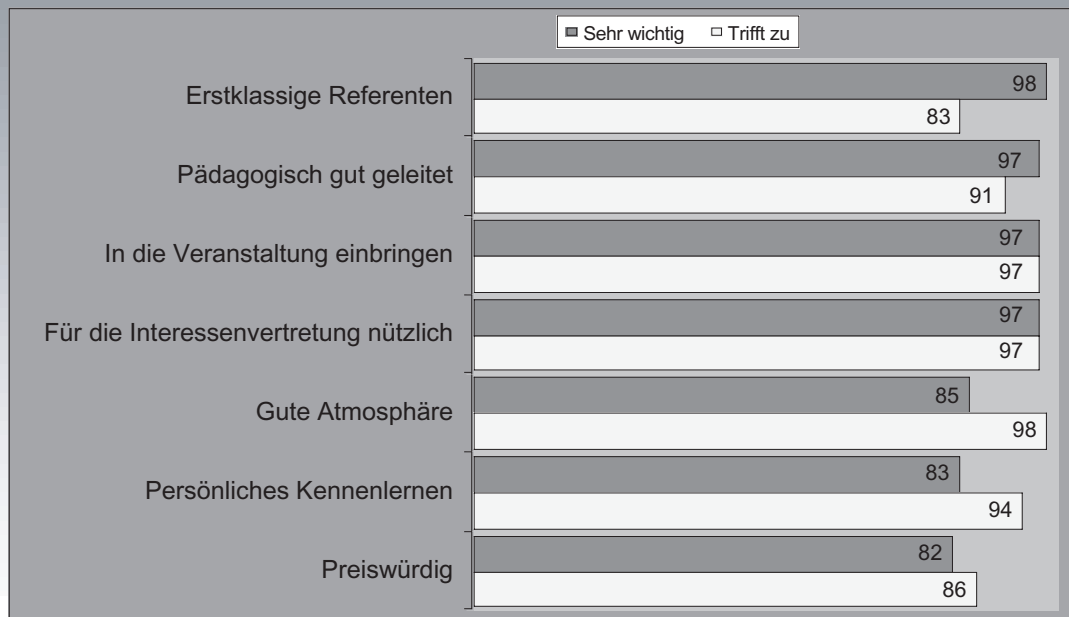 Sehr wichtig Trifft zu
Erstklassige Referenten
98
83
Pädagogisch gut geleitet
97
91
In die Veranstaltung einbringen
97
97
Für die Interessenvertretung nützlich
97
97
Gute Atmosphäre
85
98
Persönliches Kennenlernen
83
94
Preiswürdig
82
86